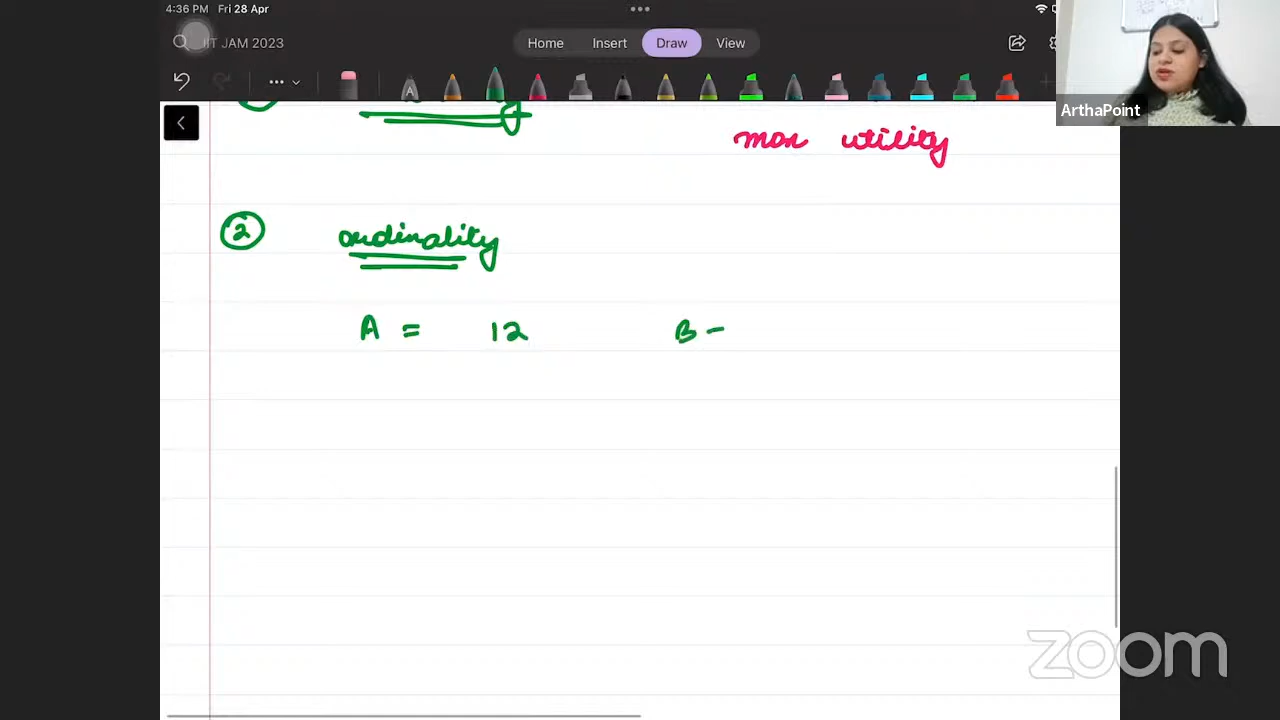 4:36 PM Fri 28 Apr
IIT JAM 2023
Home Insert Draw View
A
ArthaPoint
max utility
2 ordinality
A = 12 B -
zoom